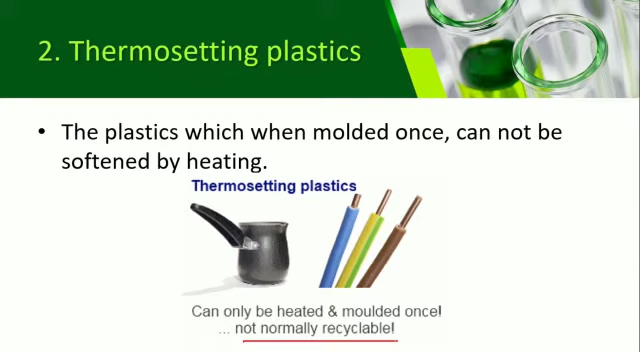 2. Thermosetting plastics
• The plastics which when molded once, can not be
softened by heating.
Thermosetting plastics
Can only be heated & moulded once!
... not normally recyclable!